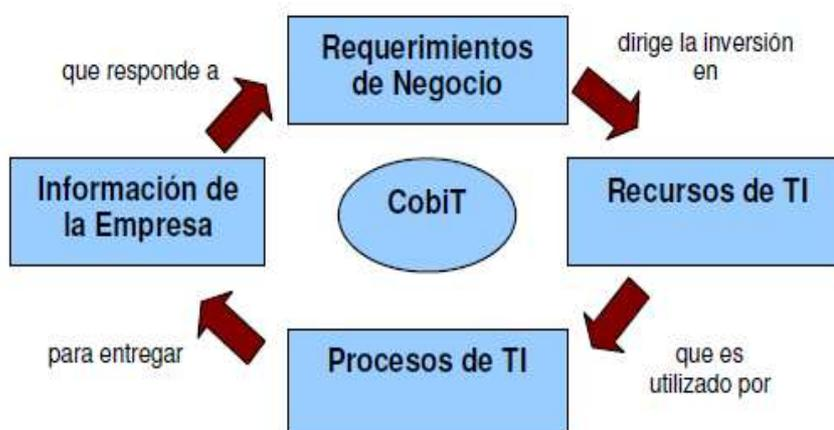 Requerimientos
de Negocio
dirige la inversión
en
Recursos de TI
que es
utilizado por
Procesos de TI
para entregar
Información de
la Empresa
que responde a
CobiT